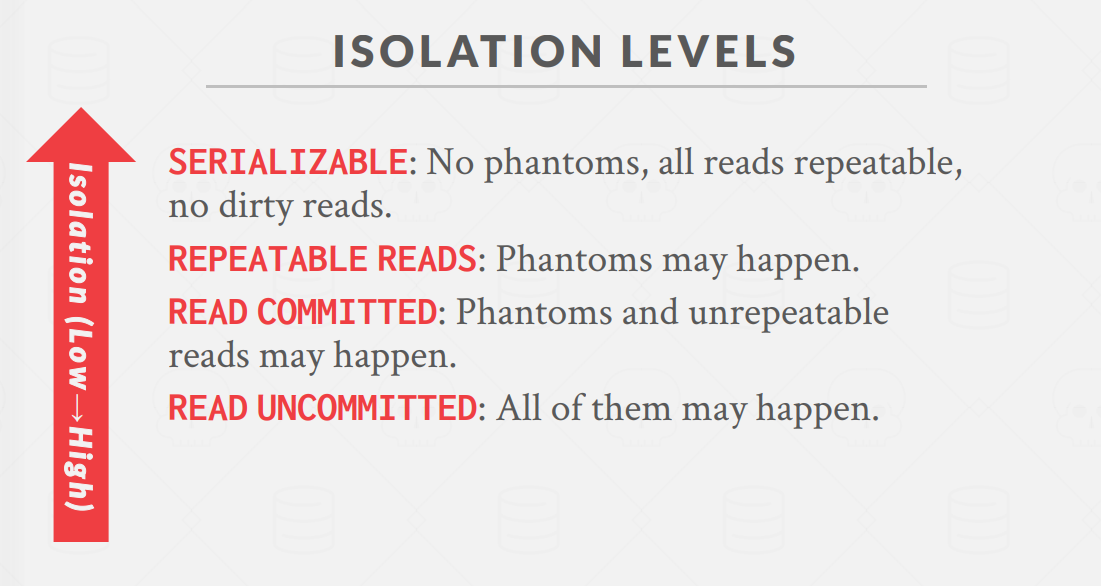 ISOLATION LEVELS
Isolation (Low→High)
SERIALIZABLE: No phantoms, all reads repeatable,
no dirty reads.
REPEATABLE READS: Phantoms may happen.
READ COMMITTED: Phantoms and unrepeatable
reads may happen.
READ UNCOMMITTED: All of them may happen.